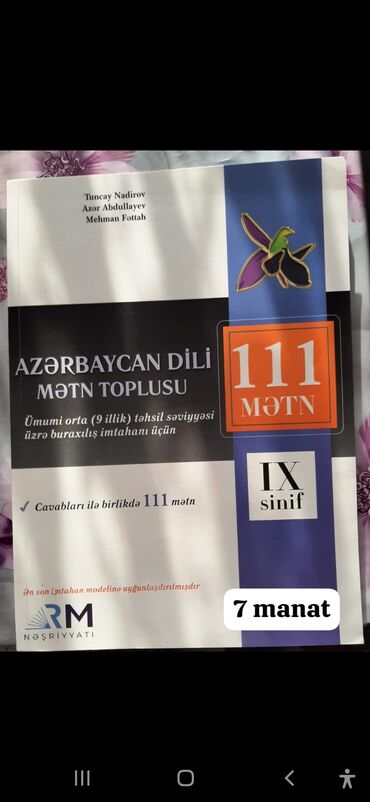 Tuncay Nadirov
Azər Abdullayev
Mehman Fəttah
AZƏRBAYCAN DİLİ
MƏTN TOPLUSU
Ümumi orta (9 illik) təhsil səviyyəsi
üzrə buraxılış imtahanı üçün
111
MƏTN
IX
sinif
✓ Cavabları ilə birlikdə 111 mətn
Ən son imtahan modelinə uyğunlaşdırılmışdır
RM
NƏŞRİYYATI
7 manat